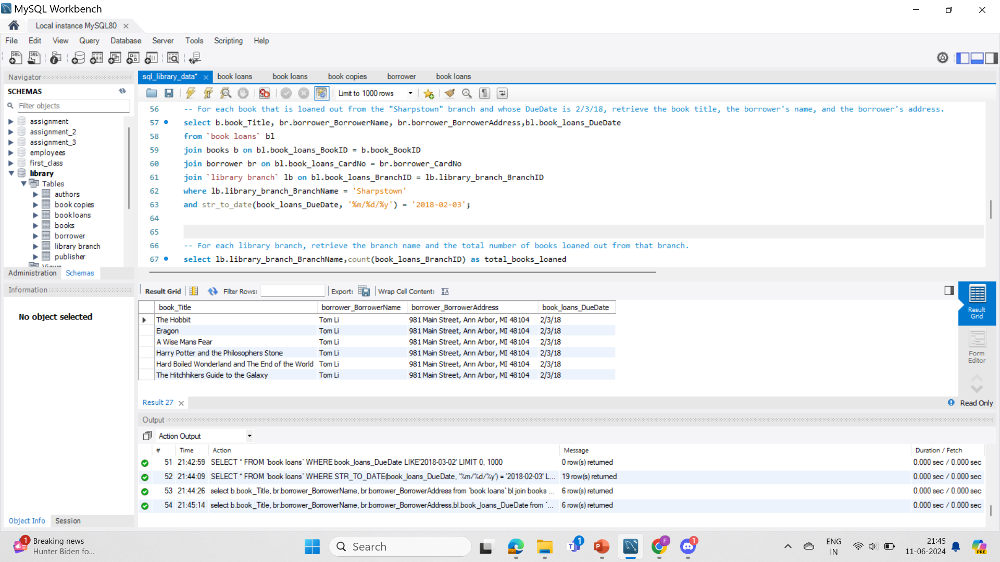 MySQL Workbench
Local instance MySQL80
File Edit View Query Database Server Tools Scripting Help
Navigator
SCHEMAS
Filter objects
assignment
assignment_2
assignment_3
employees
first_class
library
Tables
authors
book copies
book loans
books
borrower
library branch
publisher
Views
Administration Schemas
Information
No object selected
Object Info Session
sql_library_data* book loans book loans book copies borrower book loans
Limit to 1000 rows
56 -- For each book that is loaned out from the "Sharpstown" branch and whose DueDate is 2/3/18, retrieve the book title, the borrower's name, and the borrower's address.
57 select b.book_Title, br.borrower_BorrowerName, br.borrower_BorrowerAddress,bl.book_loans_DueDate
58 from `book loans` bl
59 join books b on bl.book_loans_BookID = b.book_BookID
60 join borrower br on bl.book_loans_CardNo = br.borrower_CardNo
61 join `library branch` lb on bl.book_loans_BranchID = lb.library_branch_BranchID
62 where lb.library_branch_BranchName = 'Sharpstown'
63 and str_to_date(book_loans_DueDate, '%m/%d/%y') = '2018-02-03';
64
65
66 -- For each library branch, retrieve the branch name and the total number of books loaned out from that branch.
67 select lb.library_branch_BranchName,count(book_loans_BranchID) as total_books_loaned
Result Grid Filter Rows: Export: Wrap Cell Content:
book_Title borrower_BorrowerName borrower_BorrowerAddress book_loans_DueDate
The Hobbit Tom Li 981 Main Street, Ann Arbor, MI 48104 2/3/18
Eragon Tom Li 981 Main Street, Ann Arbor, MI 48104 2/3/18
A Wise Mans Fear Tom Li 981 Main Street, Ann Arbor, MI 48104 2/3/18
Harry Potter and the Philosophers Stone Tom Li 981 Main Street, Ann Arbor, MI 48104 2/3/18
Hard Boiled Wonderland and The End of the World Tom Li 981 Main Street, Ann Arbor, MI 48104 2/3/18
The Hitchhikers Guide to the Galaxy Tom Li 981 Main Street, Ann Arbor, MI 48104 2/3/18
Result
Grid
Form
Editor
Result 27
Read Only
Output
Action Output
# Time Action Message Duration / Fetch
51 21:42:59 SELECT * FROM `book loans` WHERE book_loans_DueDate LIKE'2018-03-02' LIMIT 0, 1000 0 row(s) returned 0.000 sec / 0.000 sec
52 21:44:09 SELECT * FROM `book loans` WHERE STR_TO_DATE(book_loans_DueDate, '%m/%d/%y') = '2018-02-03' L... 19 row(s) returned 0.000 sec / 0.000 sec
53 21:44:26 select b.book_Title, br.borrower_BorrowerName, br.borrower_BorrowerAddress from `book loans` bl join books ... 6 row(s) returned 0.000 sec / 0.000 sec
54 21:45:14 select b.book_Title, br.borrower_BorrowerName, br.borrower_BorrowerAddress,bl.book_loans_DueDate from `... 6 row(s) returned 0.000 sec / 0.000 sec
1 Breaking news
Hunter Biden fo...
Search
1
F
1
ENG
IN
21:45
11-06-2024
PRE